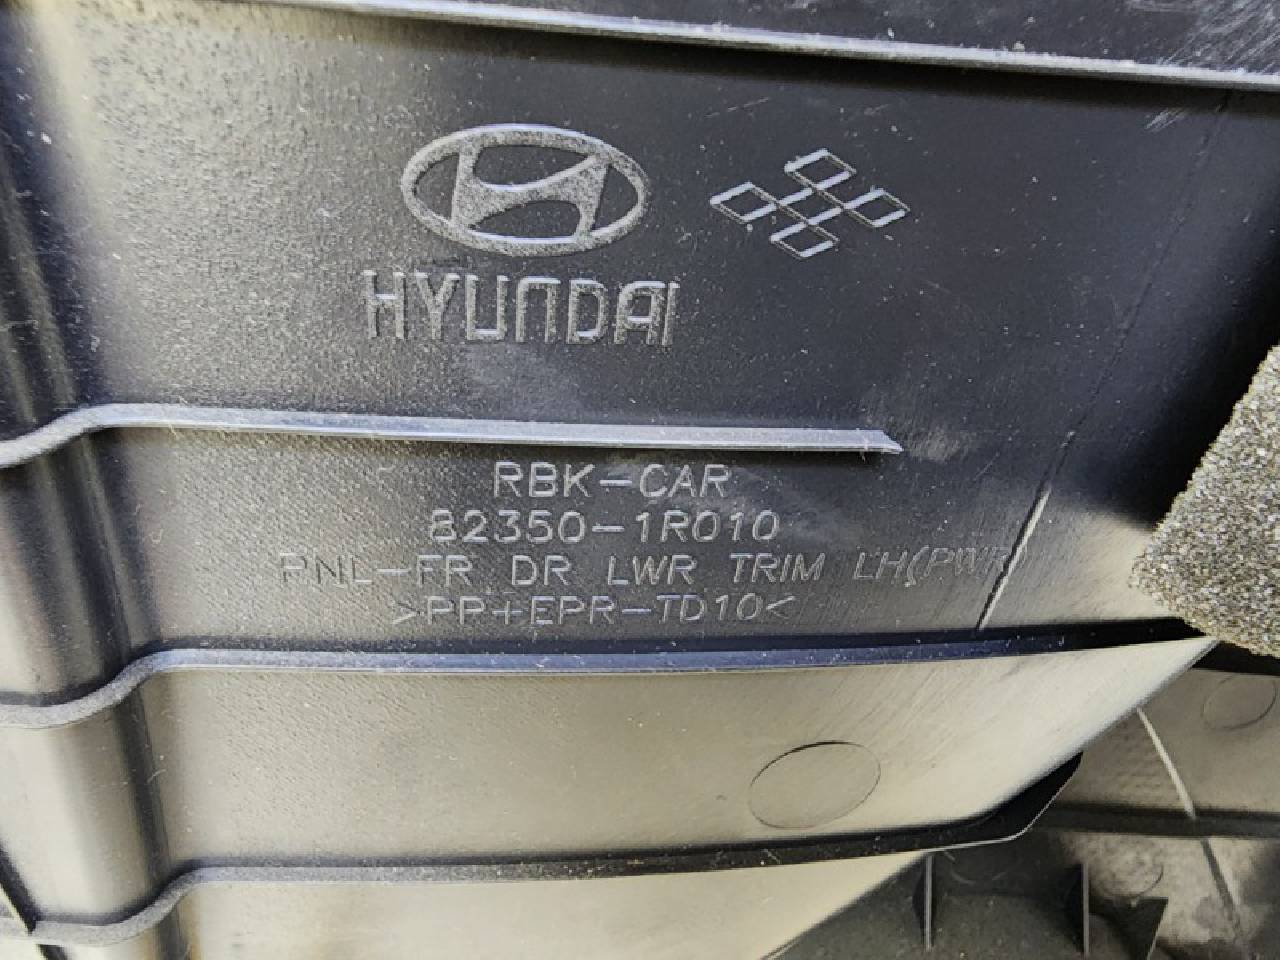 HYUNDAI
RBK-CAR
82350-1R010
PNL-FR DR LWR TRIM LH(PWR)
>PP+EPR-TD10<